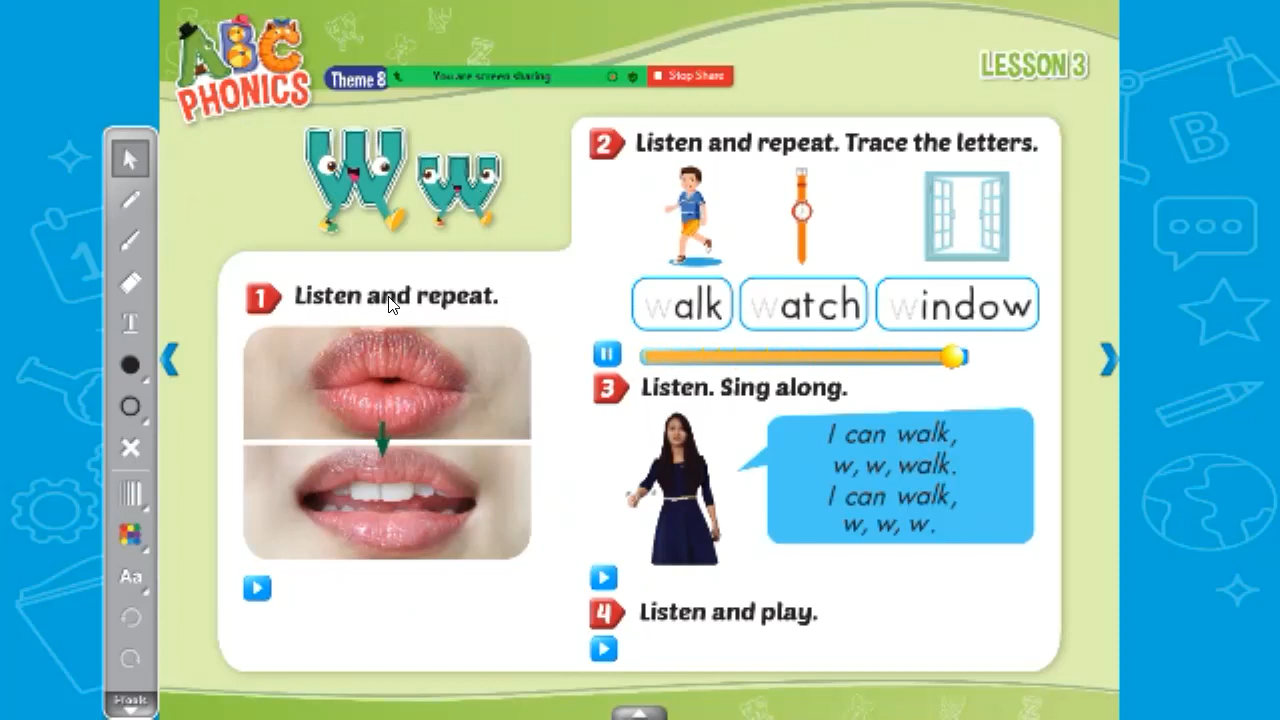 ABC
PHONICS
Theme 8
You are screen sharing
Stop Share
LESSON 3
W w
1 Listen and repeat.
2 Listen and repeat. Trace the letters.
walk watch window
3 Listen. Sing along.
I can walk,
w, w, walk.
I can walk,
w, w, w.
4 Listen and play.
T
Aa